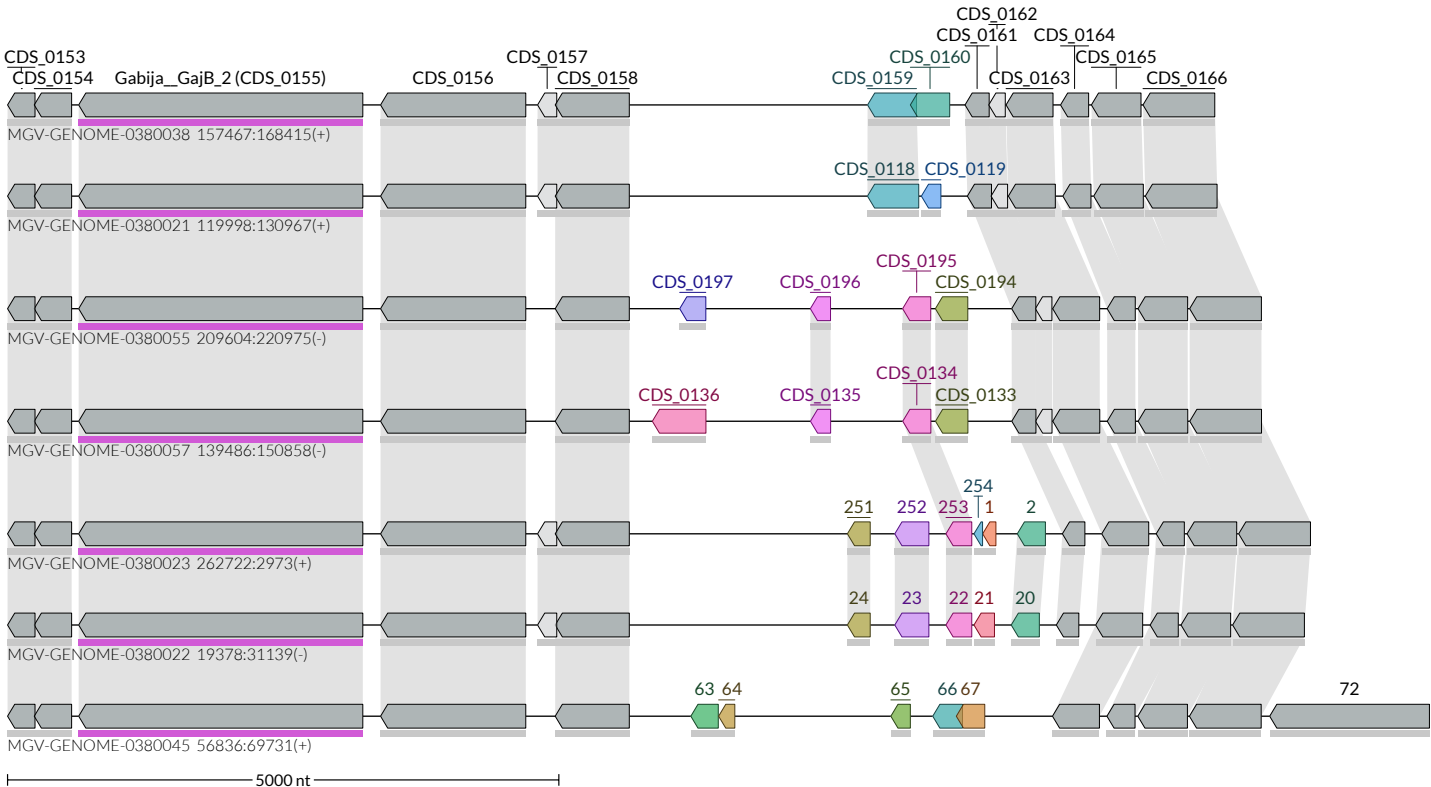 CDS_0162
CDS_0161 CDS_0164
CDS_0153 CDS_0157 CDS_0160 CDS_0165
CDS_0154 Gabija__GajB_2 (CDS_0155) CDS_0156 CDS_0158 CDS_0159 CDS_0163 CDS_0166
MGV-GENOME-0380038 157467:168415(+)
CDS_0118 CDS_0119
MGV-GENOME-0380021 119998:130967(+)
CDS_0195
CDS_0197 CDS_0196 CDS_0194
MGV-GENOME-0380055 209604:220975(-)
CDS_0134
CDS_0136 CDS_0135 CDS_0133
MGV-GENOME-0380057 139486:150858(-)
254
251 252 253 1 2
MGV-GENOME-0380023 262722:2973(+)
24 23 22 21 20
MGV-GENOME-0380022 19378:31139(-)
63 64 65 66 67 72
MGV-GENOME-0380045 56836:69731(+)
5000 nt